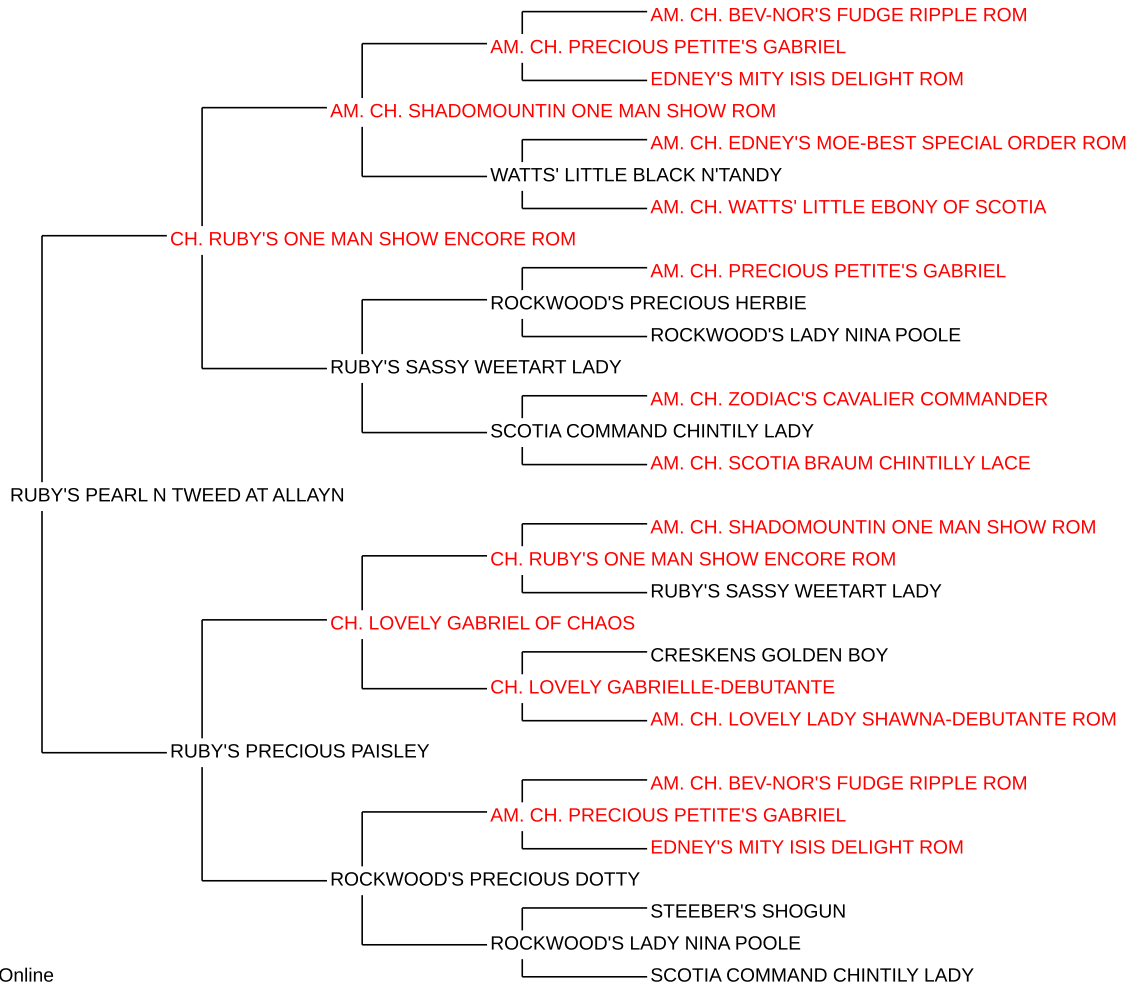 AM. CH. BEV-NOR'S FUDGE RIPPLE ROM
AM. CH. PRECIOUS PETITE'S GABRIEL
EDNEY'S MITY ISIS DELIGHT ROM
AM. CH. SHADOMOUNTIN ONE MAN SHOW ROM
AM. CH. EDNEY'S MOE-BEST SPECIAL ORDER ROM
WATTS' LITTLE BLACK N'TANDY
AM. CH. WATTS' LITTLE EBONY OF SCOTIA
CH. RUBY'S ONE MAN SHOW ENCORE ROM
AM. CH. PRECIOUS PETITE'S GABRIEL
ROCKWOOD'S PRECIOUS HERBIE
ROCKWOOD'S LADY NINA POOLE
RUBY'S SASSY WEETART LADY
AM. CH. ZODIAC'S CAVALIER COMMANDER
SCOTIA COMMAND CHINTILY LADY
AM. CH. SCOTIA BRAUM CHINTILLY LACE
RUBY'S PEARL N TWEED AT ALLAYN
AM. CH. SHADOMOUNTIN ONE MAN SHOW ROM
CH. RUBY'S ONE MAN SHOW ENCORE ROM
RUBY'S SASSY WEETART LADY
CH. LOVELY GABRIEL OF CHAOS
CRESKENS GOLDEN BOY
CH. LOVELY GABRIELLE-DEBUTANTE
AM. CH. LOVELY LADY SHAWNA-DEBUTANTE ROM
RUBY'S PRECIOUS PAISLEY
AM. CH. BEV-NOR'S FUDGE RIPPLE ROM
AM. CH. PRECIOUS PETITE'S GABRIEL
EDNEY'S MITY ISIS DELIGHT ROM
ROCKWOOD'S PRECIOUS DOTTY
STEEBER'S SHOGUN
ROCKWOOD'S LADY NINA POOLE
SCOTIA COMMAND CHINTILY LADY
Online